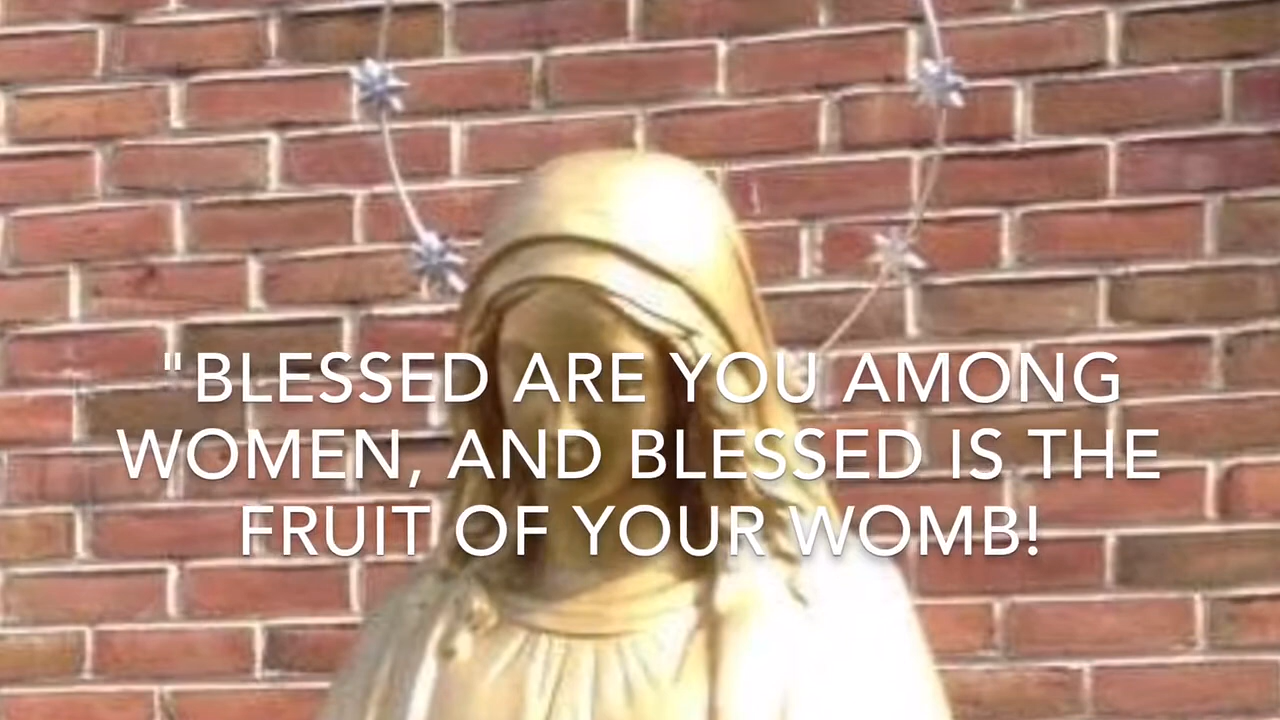 "BLESSED ARE YOU AMONG
WOMEN, AND BLESSED IS THE
FRUIT OF YOUR WOMB!